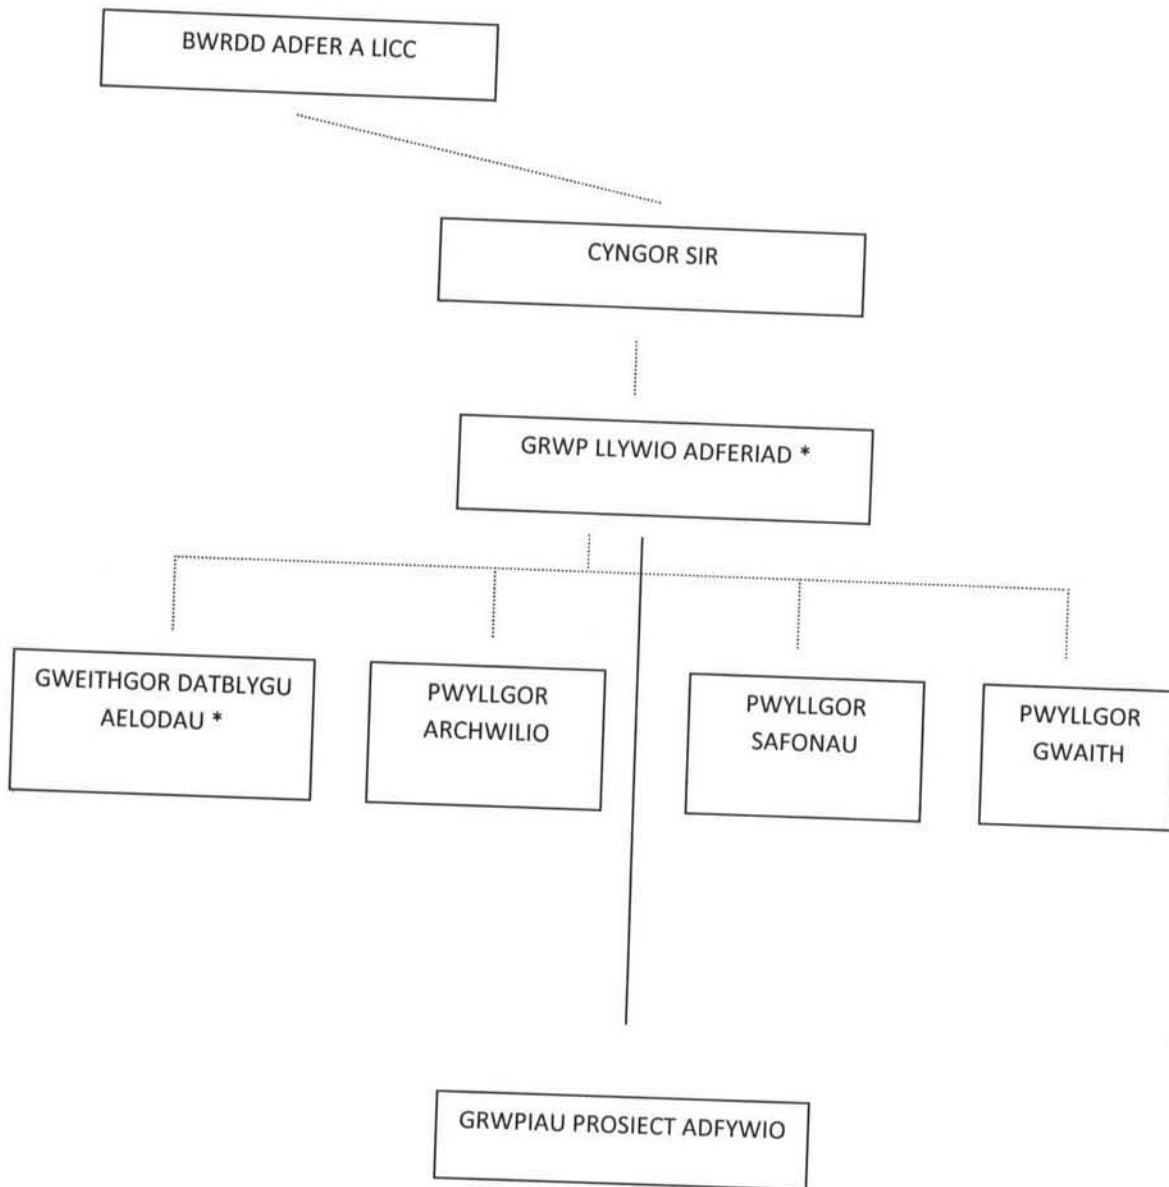 BWRDD ADFER A LICC
CYNGOR SIR
GRWP LLYWIO ADFERIAD *
GWEITHGOR DATBLYGU
AELODAU *
PWYLLGOR
ARCHWILIO
PWYLLGOR
SAFONAU
PWYLLGOR
GWAITH
GRWPIAU PROSIECT ADFYWIO